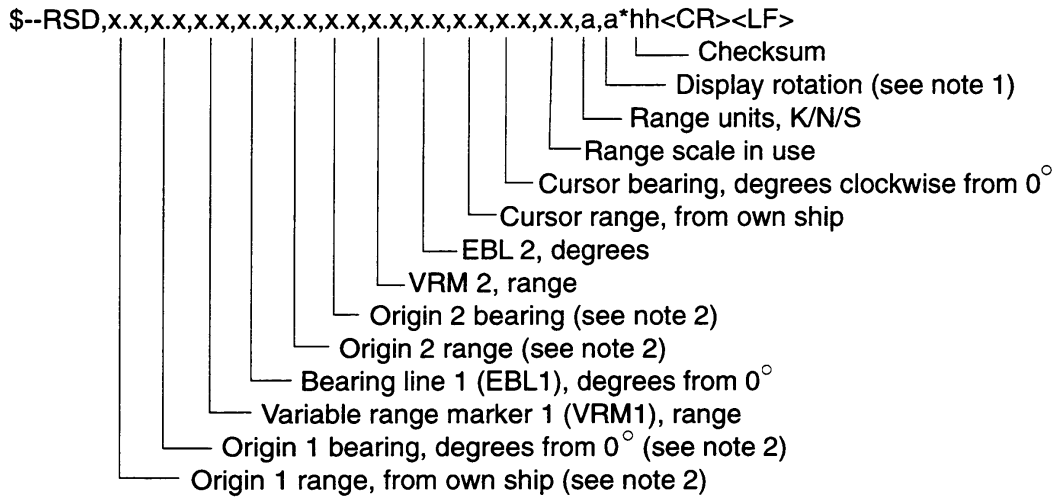 $--RSD,x.x,x.x,x.x,x.x,x.x,x.x,x.x,x.x,x.x,x.x,x.x,a,a*hh<CR><LF>
Checksum
Display rotation (see note 1)
Range units, K/N/S
Range scale in use
Cursor bearing, degrees clockwise from 0°
Cursor range, from own ship
EBL 2, degrees
VRM 2, range
Origin 2 bearing (see note 2)
Origin 2 range (see note 2)
Bearing line 1 (EBL1), degrees from 0°
Variable range marker 1 (VRM1), range
Origin 1 bearing, degrees from 0° (see note 2)
Origin 1 range, from own ship (see note 2)